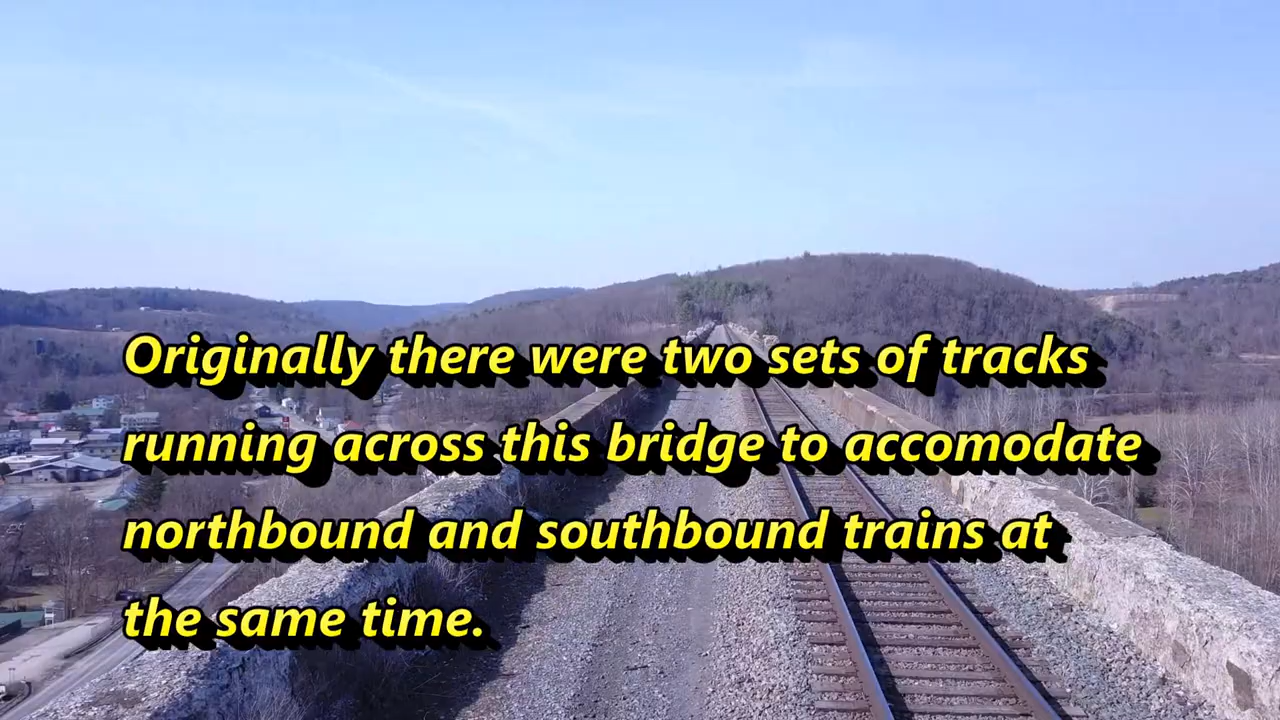 Originally there were two sets of tracks
running across this bridge to accomodate
northbound and southbound trains at
the same time.